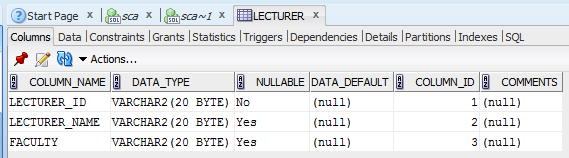 Start Page sca sca~1 LECTURER
Columns Data Constraints Grants Statistics Triggers Dependencies Details Partitions Indexes SQL
Actions...
COLUMN_NAME DATA_TYPE NULLABLE DATA_DEFAULT COLUMN_ID COMMENTS
LECTURER_ID VARCHAR2(20 BYTE) No (null) 1 (null)
LECTURER_NAME VARCHAR2(20 BYTE) Yes (null) 2 (null)
FACULTY VARCHAR2(20 BYTE) Yes (null) 3 (null)